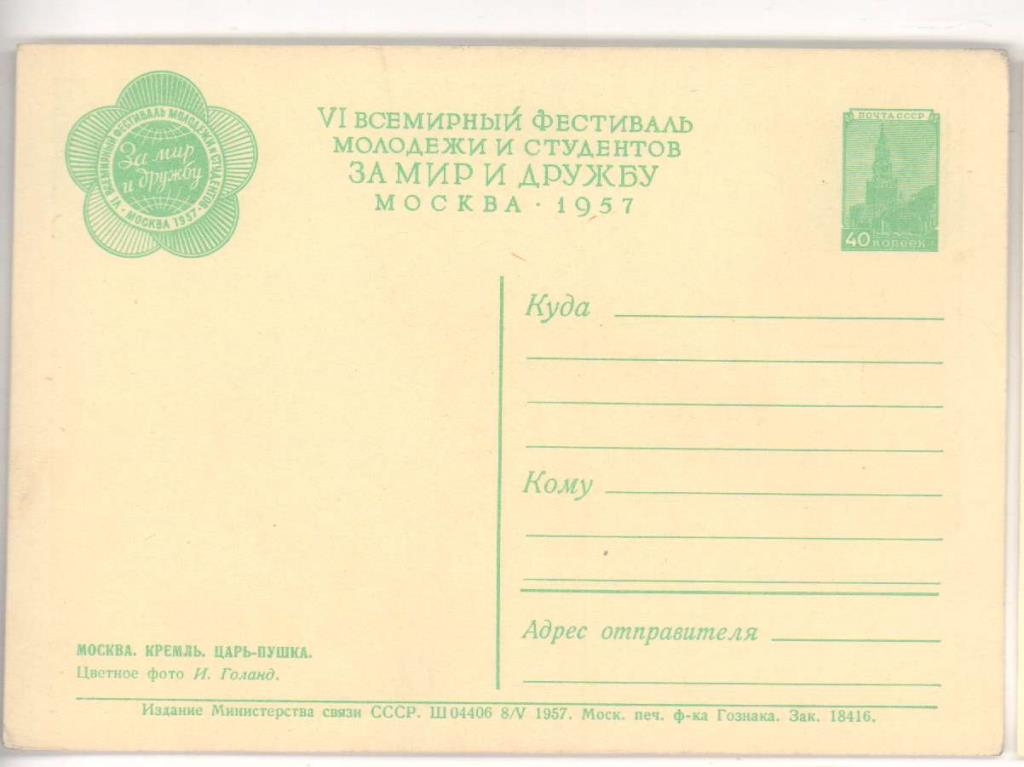 VI ВСЕМИРНЫЙ ФЕСТИВАЛЬ МОЛОДЕЖИ И СТУДЕНТОВ
За мир
и дружбу
· МОСКВА 1957 ·
VI ВСЕМИРНЫЙ ФЕСТИВАЛЬ
МОЛОДЕЖИ И СТУДЕНТОВ
ЗА МИР И ДРУЖБУ
МОСКВА · 1957
ПОЧТА СССР
40 копеек
Куда
Кому
Адрес отправителя
МОСКВА. КРЕМЛЬ. ЦАРЬ-ПУШКА.
Цветное фото И. Голанд.
Издание Министерства связи СССР. Ш 04406 8/V 1957. Моск. печ. ф-ка Гознака. Зак. 18416.